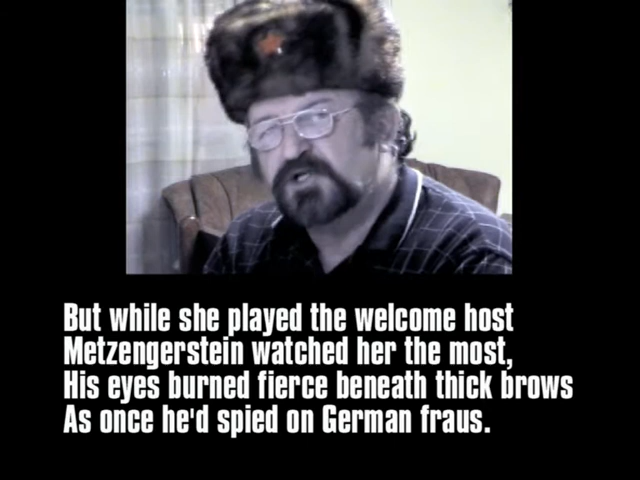 But while she played the welcome host
Metzengerstein watched her the most,
His eyes burned fierce beneath thick brows
As once he'd spied on German fraus.